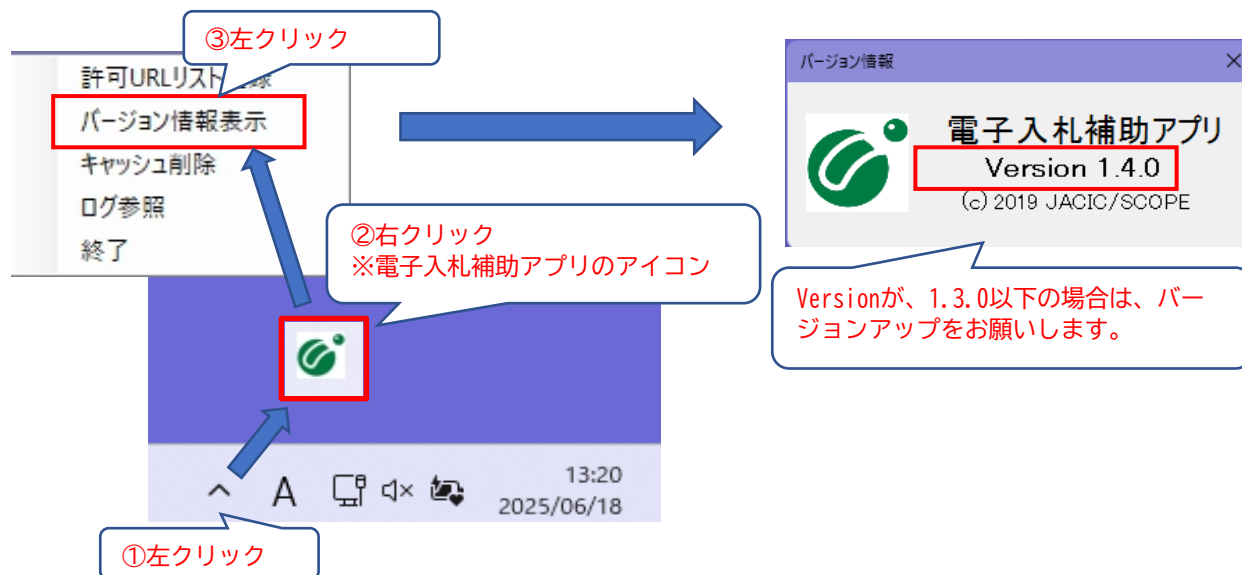 ③左クリック
許可URLリスト登録
バージョン情報表示
キャッシュ削除
ログ参照
終了
②右クリック
※電子入札補助アプリのアイコン
A
13:20
2025/06/18
①左クリック
バージョン情報
電子入札補助アプリ
Version 1.4.0
(c) 2019 JACIC/SCOPE
Versionが、1.3.0以下の場合は、バー
ジョンアップをお願いします。